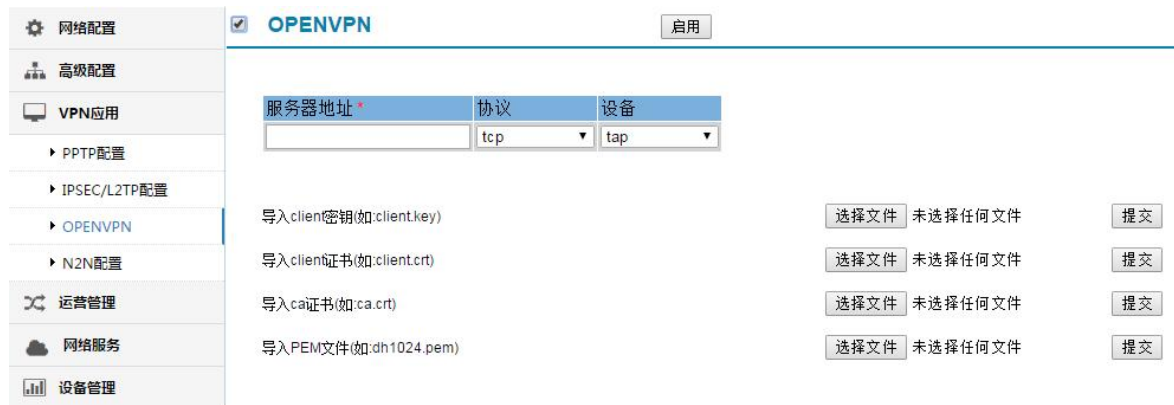 网络配置
高级配置
VPN应用
PPTP配置
IPSEC/L2TP配置
OPENVPN
N2N配置
运营管理
网络服务
设备管理
OPENVPN 启用
服务器地址* 协议 设备
tcp tap
导入client密钥(如:client.key) 选择文件 未选择任何文件 提交
导入client证书(如:client.crt) 选择文件 未选择任何文件 提交
导入ca证书(如:ca.crt) 选择文件 未选择任何文件 提交
导入PEM文件(如:dh1024.pem) 选择文件 未选择任何文件 提交